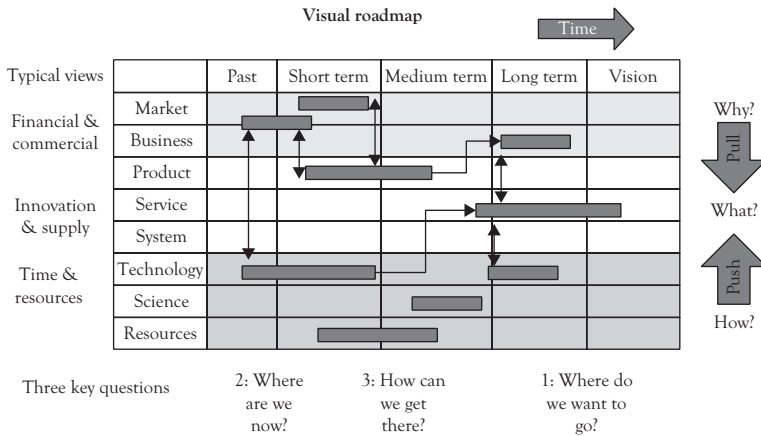 Visual roadmap
Time
Typical views
Past
Short term
Medium term
Long term
Vision
Financial &
commercial
Market
Business
Product
Innovation
& supply
Service
System
Time &
resources
Technology
Science
Resources
Why?
Pull
What?
Push
How?
Three key questions
2: Where
are we
now?
3: How can
we get
there?
1: Where do
we want to
go?